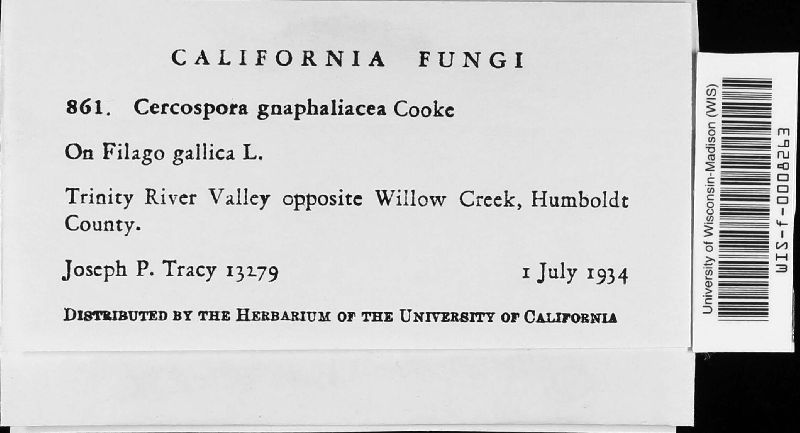 CALIFORNIA FUNGI
861. Cercospora gnaphaliacea Cooke
On Filago gallica L.
Trinity River Valley opposite Willow Creek, Humboldt
County.
Joseph P. Tracy 13279 1 July 1934
DISTRIBUTED BY THE HERBARIUM OF THE UNIVERSITY OF CALIFORNIA
University of Wisconsin-Madison (WIS)
WIS-f-0008263